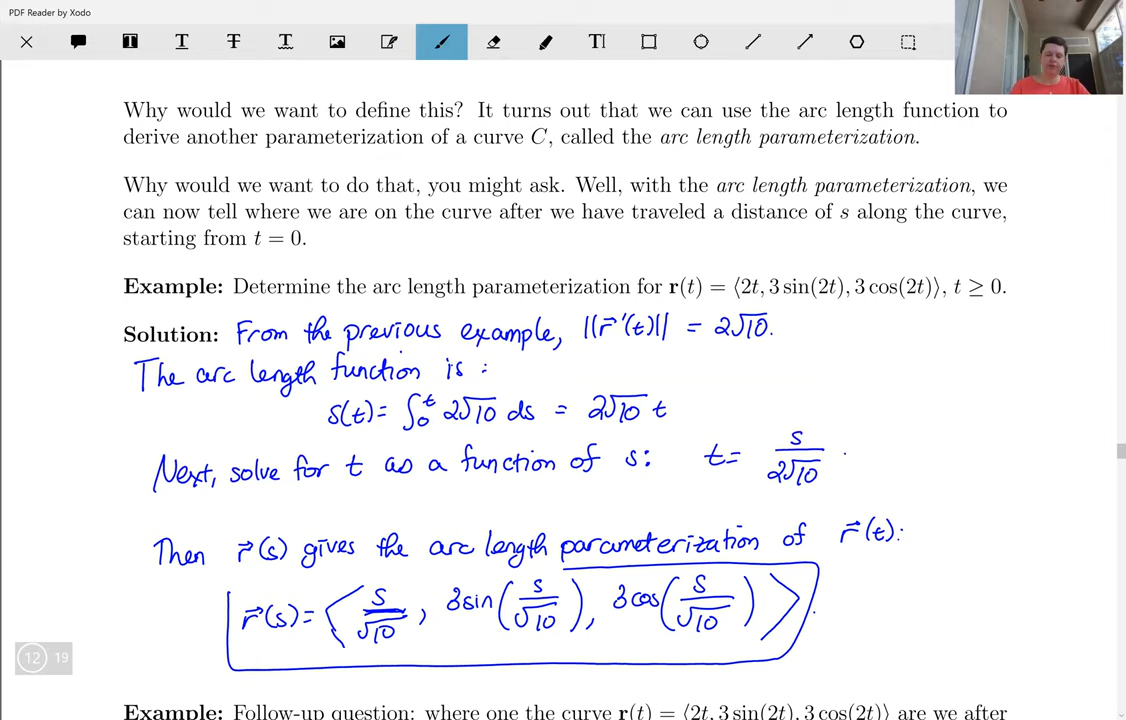 PDF Reader by Xodo
Why would we want to define this? It turns out that we can use the arc length function to
derive another parameterization of a curve C, called the arc length parameterization.
Why would we want to do that, you might ask. Well, with the arc length parameterization, we
can now tell where we are on the curve after we have traveled a distance of s along the curve,
starting from t = 0.
Example: Determine the arc length parameterization for r(t) = ⟨2t, 3 sin(2t), 3 cos(2t)⟩, t ≥ 0.
Solution: From the previous example, ||r⃗'(t)|| = 2√10.
The arc length function is :
s(t) = ∫₀ᵗ 2√10 ds = 2√10 t
Next, solve for t as a function of s: t = s/2√10 .
Then r⃗(s) gives the arc length parameterization of r⃗(t):
r⃗(s) = ⟨ s/√10 , 3sin( s/√10 ), 3cos( s/√10 ) ⟩.
12 19
Example: Follow-up question: where one the curve r(t) = ⟨2t, 3 sin(2t), 3 cos(2t)⟩ are we after